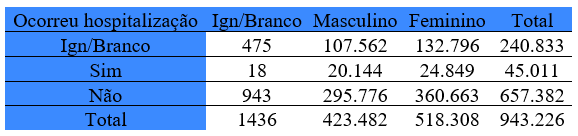 Ocorreu hospitalização Ign/Branco Masculino Feminino Total
Ign/Branco 475 107.562 132.796 240.833
Sim 18 20.144 24.849 45.011
Não 943 295.776 360.663 657.382
Total 1436 423.482 518.308 943.226